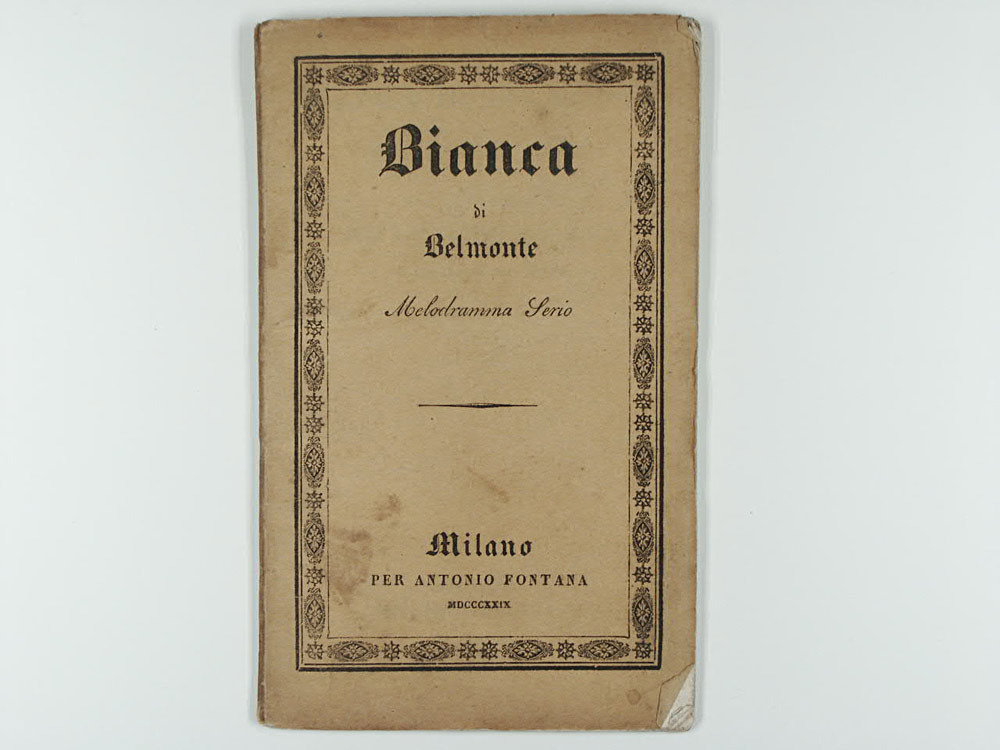 Bianca
di
Belmonte
Melodramma Serio
Milano
PER ANTONIO FONTANA
MDCCCXXIX